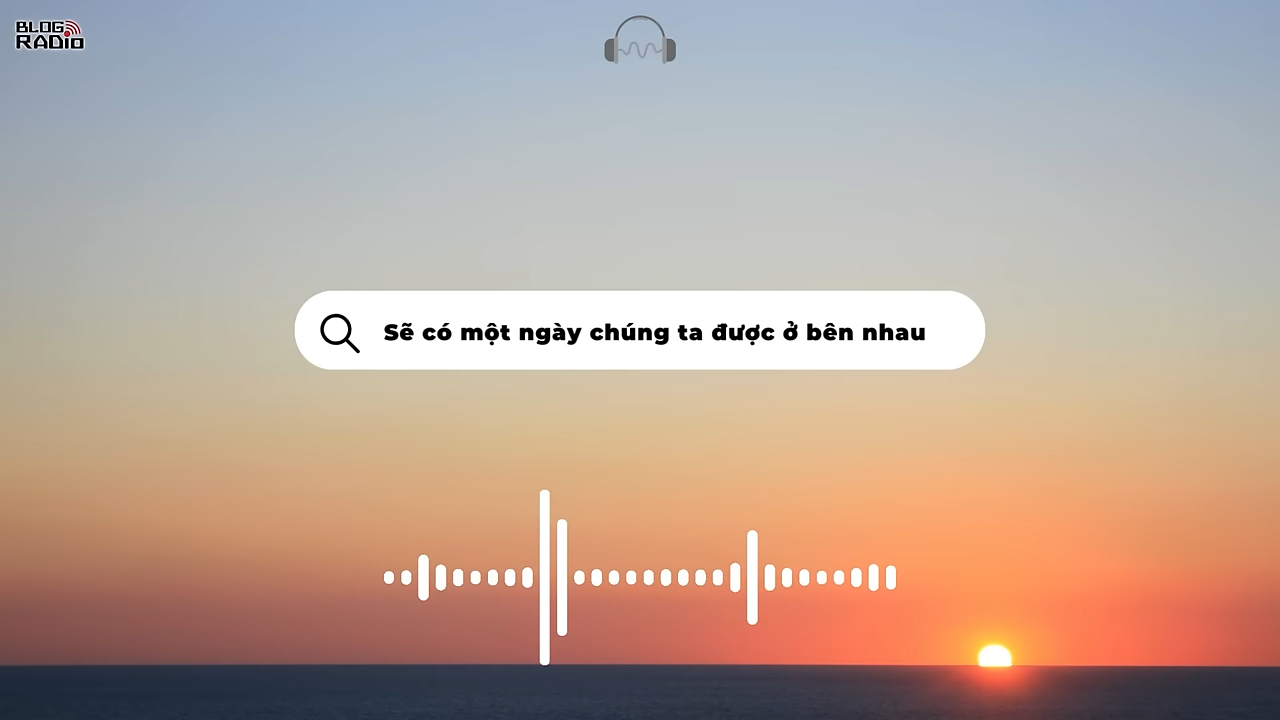 BLOG
RADIO
Sẽ có một ngày chúng ta được ở bên nhau